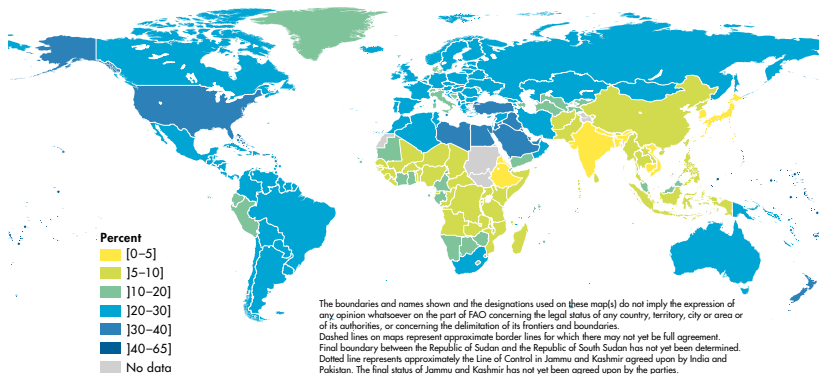 Percent
[0–5]
]5–10]
]10–20]
]20–30]
]30–40]
]40–65]
No data
The boundaries and names shown and the designations used on these map(s) do not imply the expression of
any opinion whatsoever on the part of FAO concerning the legal status of any country, territory, city or area or
of its authorities, or concerning the delimitation of its frontiers and boundaries.
Dashed lines on maps represent approximate border lines for which there may not yet be full agreement.
Final boundary between the Republic of Sudan and the Republic of South Sudan has not yet been determined.
Dotted line represents approximately the Line of Control in Jammu and Kashmir agreed upon by India and
Pakistan. The final status of Jammu and Kashmir has not yet been agreed upon by the parties.